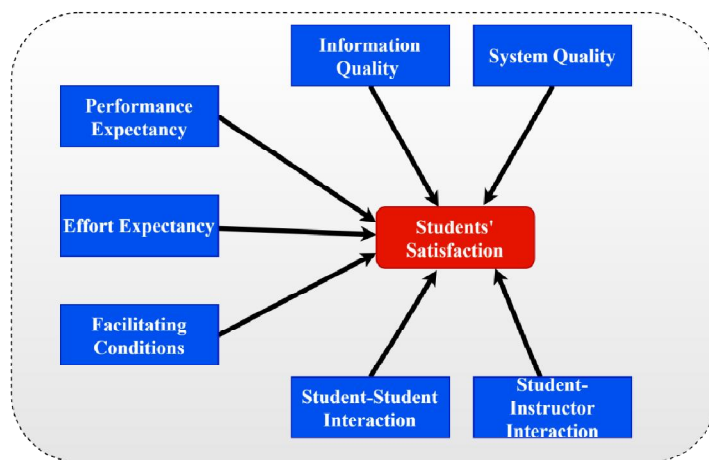 Information
Quality
System Quality
Performance
Expectancy
Effort Expectancy
Students'
Satisfaction
Facilitating
Conditions
Student-Student
Interaction
Student-
Instructor
Interaction